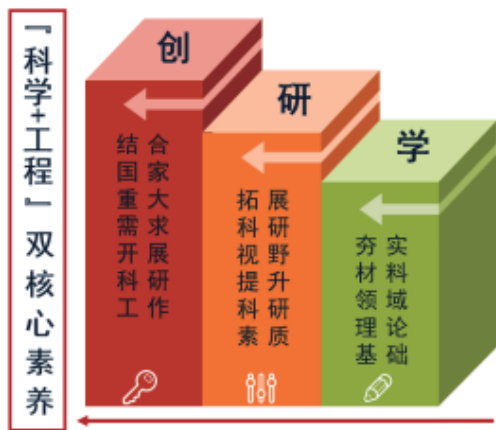 『科学+工程』双核心素养
创
结合
国家
重大
需求
开展
科研
工作
研
拓展
科研
视野
提升
科研
素质
学
夯实
材料
领域
理论
基础